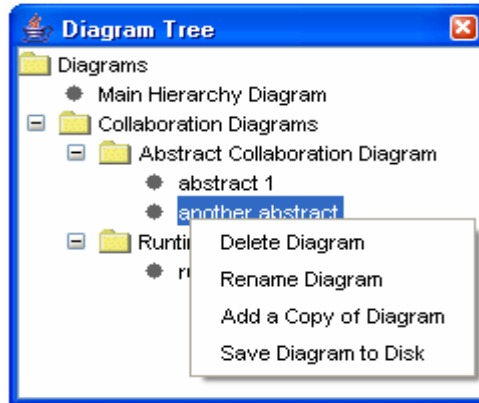 Diagram Tree
Diagrams
Main Hierarchy Diagram
Collaboration Diagrams
Abstract Collaboration Diagram
abstract 1
another abstract
Delete Diagram
Rename Diagram
Add a Copy of Diagram
Save Diagram to Disk